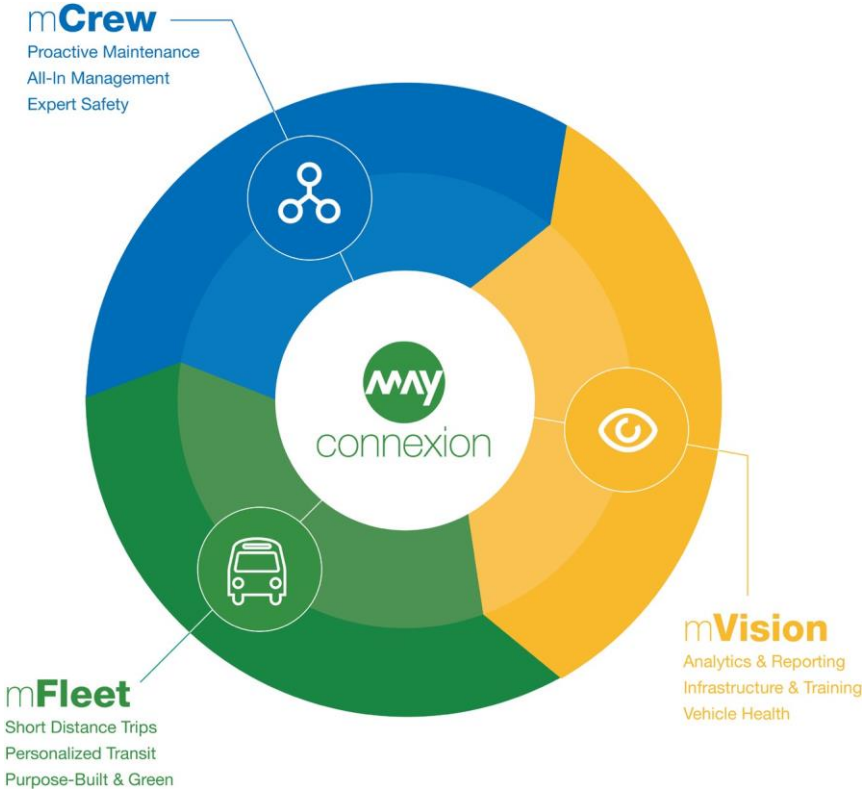 mCrew
Proactive Maintenance
All-In Management
Expert Safety
may
connexion
mVision
Analytics & Reporting
Infrastructure & Training
Vehicle Health
mFleet
Short Distance Trips
Personalized Transit
Purpose-Built & Green